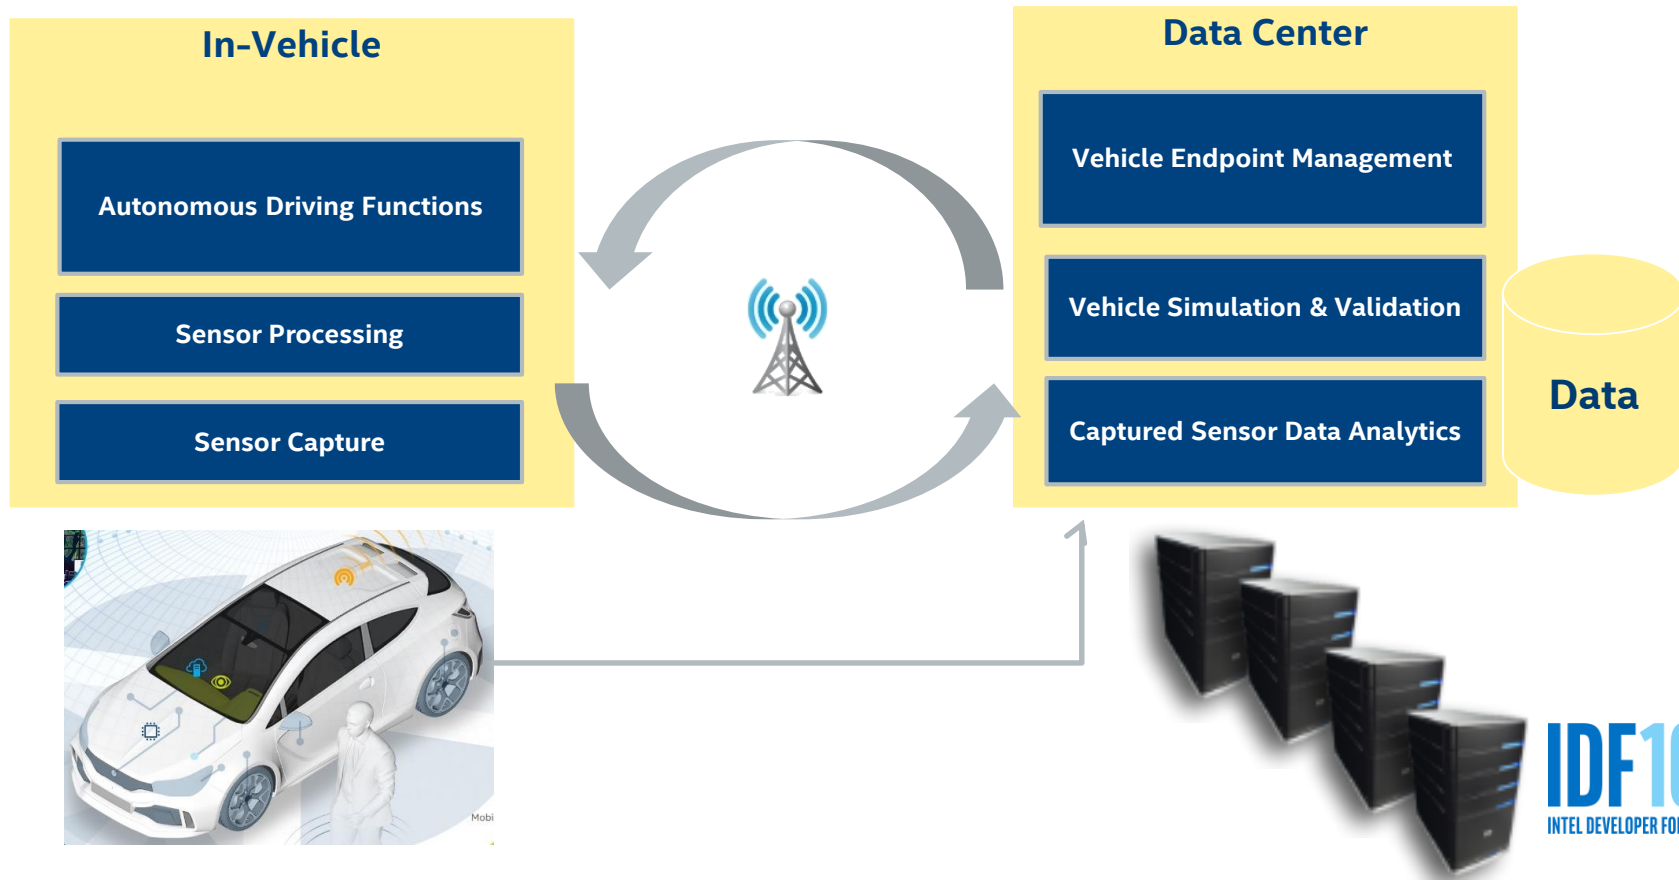 In-Vehicle
Autonomous Driving Functions
Sensor Processing
Sensor Capture
Data Center
Vehicle Endpoint Management
Vehicle Simulation & Validation
Captured Sensor Data Analytics
Data
Mobi
IDF1
INTEL DEVELOPER FO